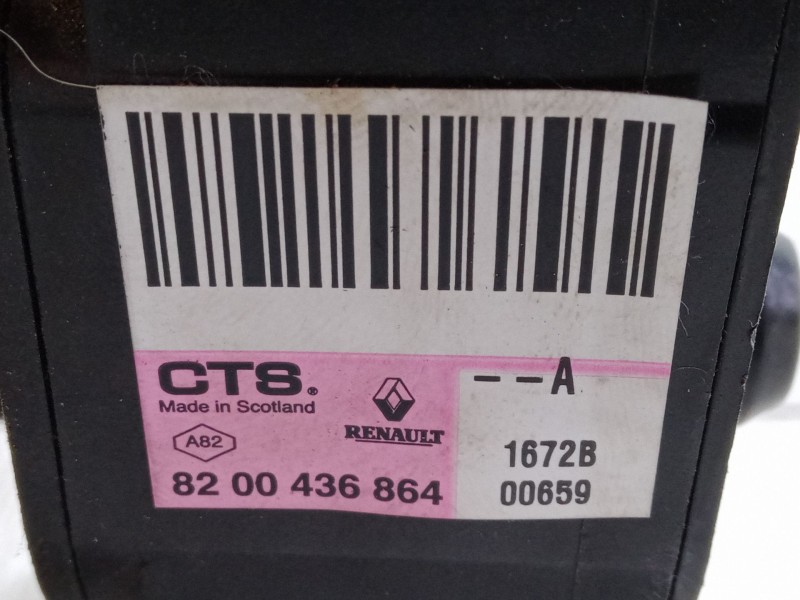 CTS®
Made in Scotland
A82
RENAULT
82 00 436 864
– –A
1672B
00659